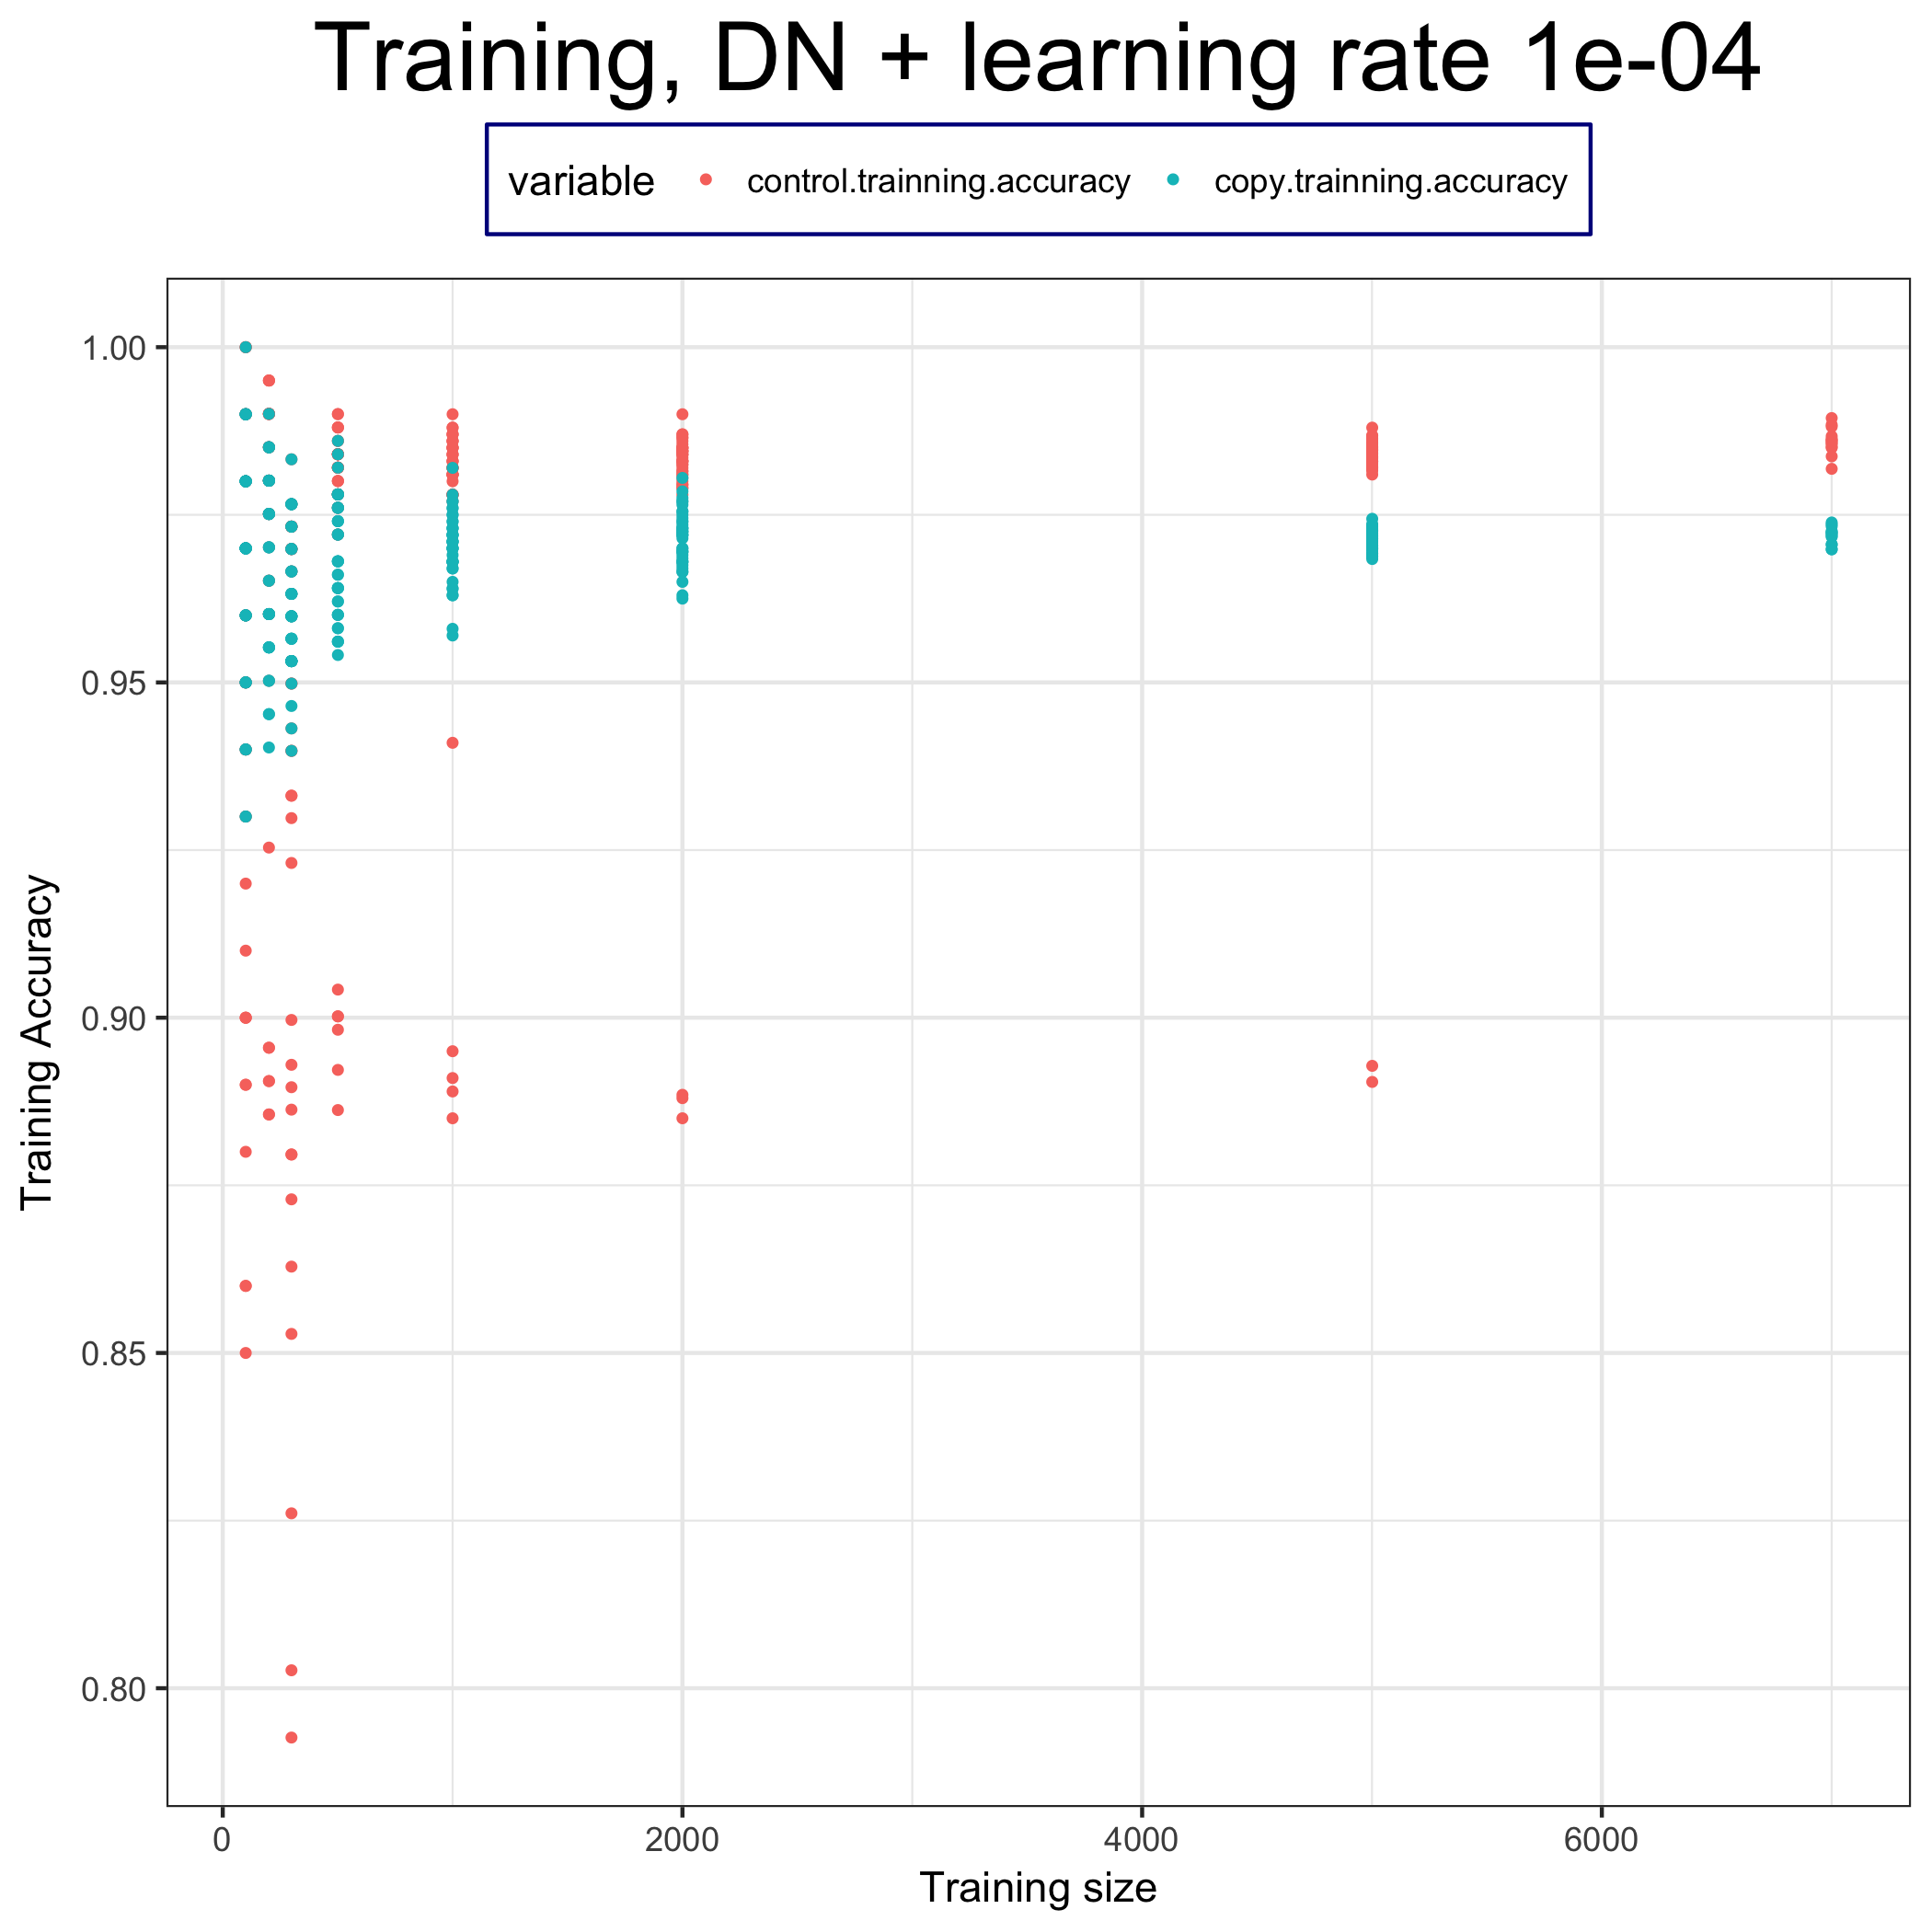 Training, DN + learning rate 1e-04
variable control.trainning.accuracy copy.trainning.accuracy
1.00
0.95
0.90
0.85
0.80
Training Accuracy
0 2000 4000 6000
Training size